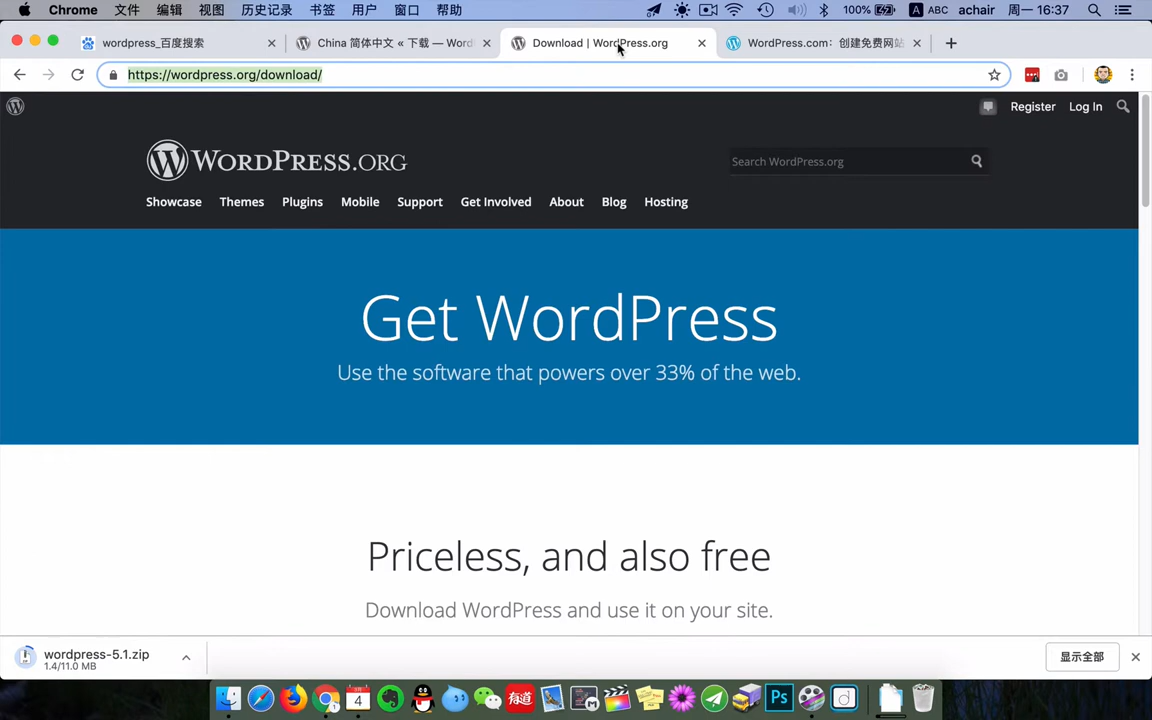 Chrome 文件 编辑 视图 历史记录 书签 用户 窗口 帮助 100% A ABC achair 周一 16:37
wordpress_百度搜索 China 简体中文 « 下载 — Word Download | WordPress.org WordPress.com：创建免费网站
https://wordpress.org/download/
Register Log In
WORDPRESS.ORG
Search WordPress.org
Showcase Themes Plugins Mobile Support Get Involved About Blog Hosting
Get WordPress
Use the software that powers over 33% of the web.
Priceless, and also free
Download WordPress and use it on your site.
wordpress-5.1.zip
1.4/11.0 MB
显示全部
4 有道 Ps d